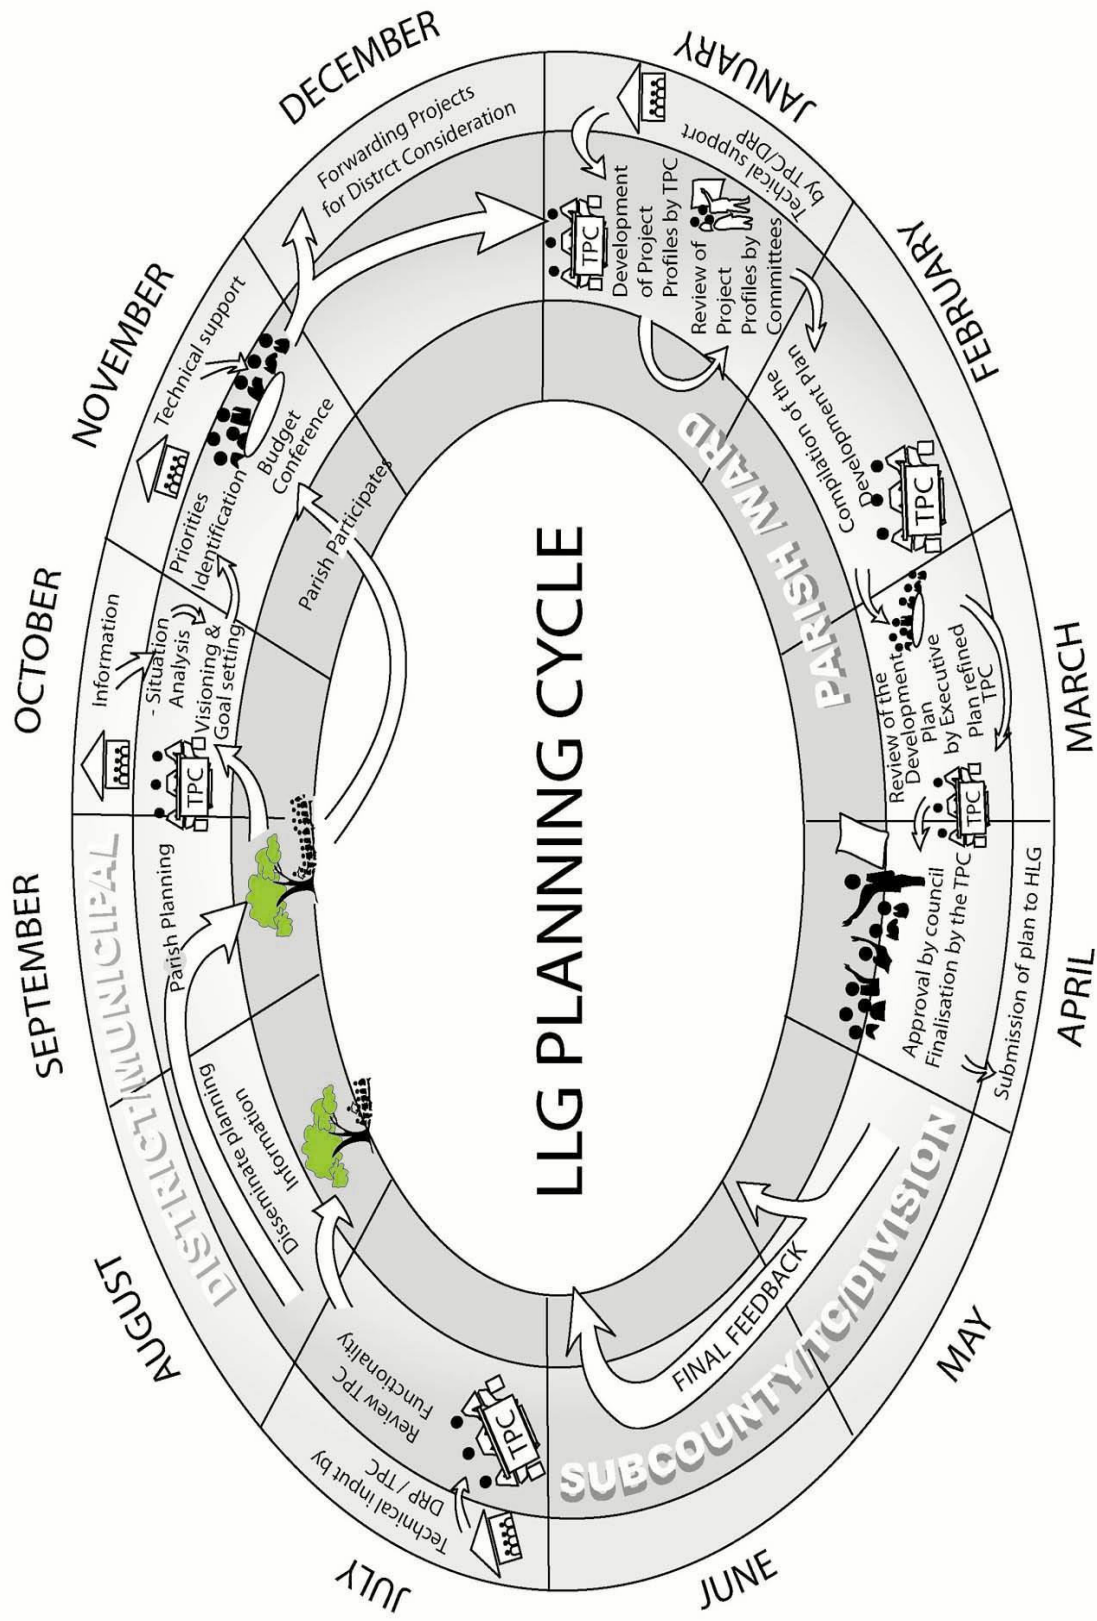 LLG PLANNING CYCLE
JULY
Technical input by
DRP / TPC
Review TPC
Functionality
TPC
AUGUST
Disseminate planning
Information
SEPTEMBER
Parish Planning
DISTRICT/MUNICIPAL
OCTOBER
Information
- Situation
Analysis
Visioning &
Goal setting
TPC
NOVEMBER
Technical support
Priorities
Identification
Budget
Conference
Parish Participates
DECEMBER
Forwarding Projects
for Distrct Consideration
JANUARY
Techical support
by TPC/DRP
TPC
Development
of Project
Profiles by TPC
Review of
Project
Profiles by
Committees
FEBRUARY
Compilation of the
Development Plan
TPC
PARISH /WARD
MARCH
Review of the
Development
Plan
by Executive
Plan refined
TPC
TPC
APRIL
Approval by council
Finalisation by the TPC
Submission of plan to HLG
MAY
FINAL FEEDBACK
SUBCOUNTY/TC/DIVISION
JUNE